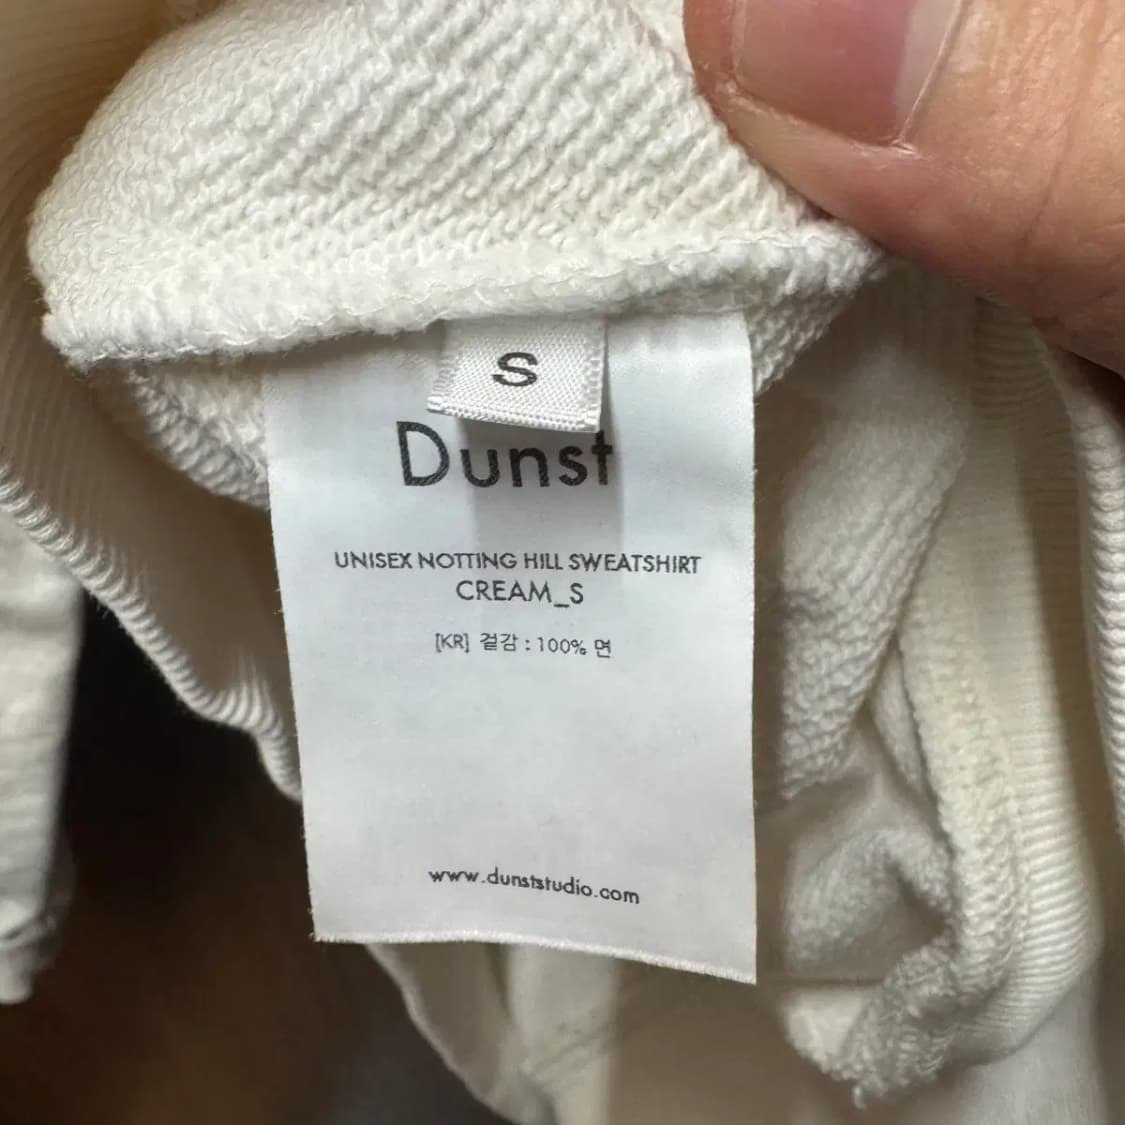 S
Dunst
UNISEX NOTTING HILL SWEATSHIRT
CREAM_S
[KR] 겉감 : 100% 면
www.dunststudio.com